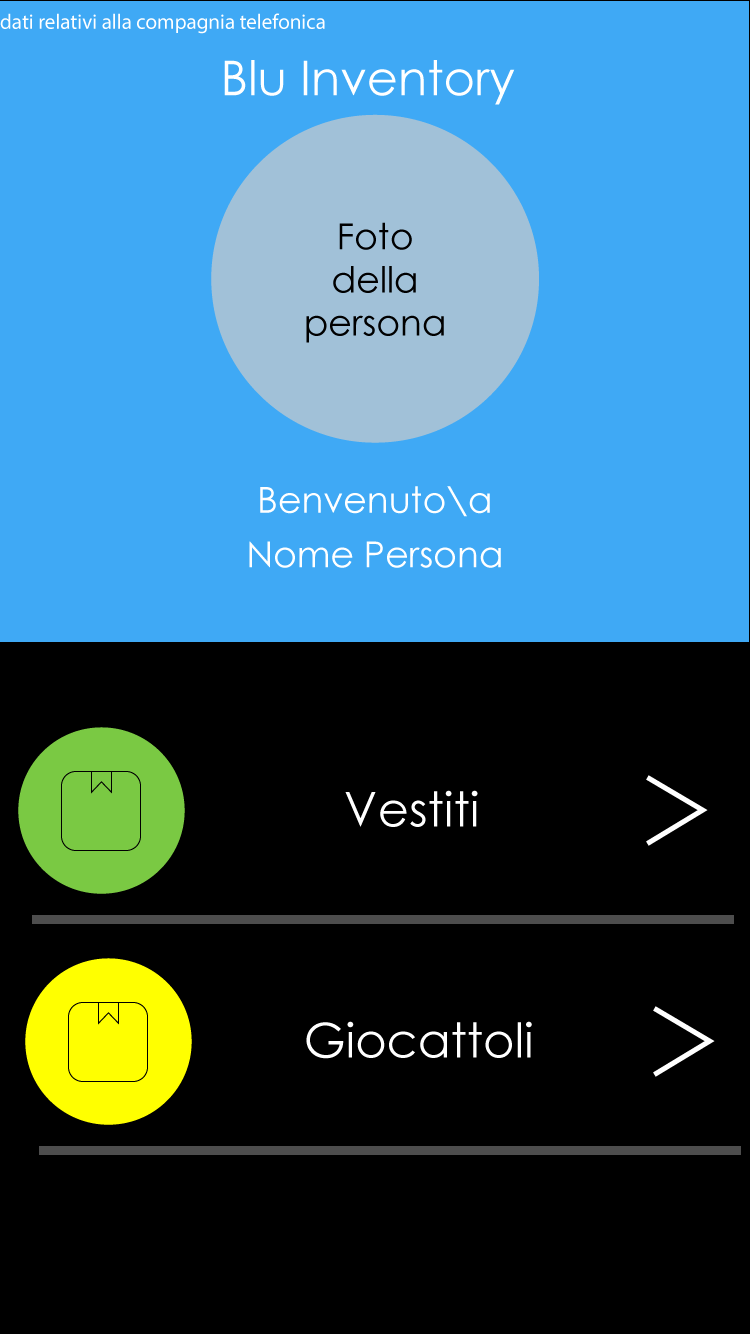 dati relativi alla compagnia telefonica
Blu Inventory
Foto
della
persona
Benvenuto\a
Nome Persona
Vestiti
Giocattoli